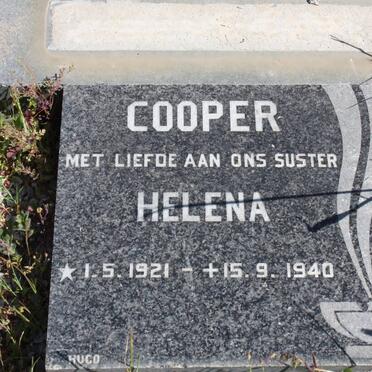 COOPER
MET LIEFDE AAN ONS SUSTER
HELENA
★ 1. 5. 1921 – +15. 9. 1940
HUGO